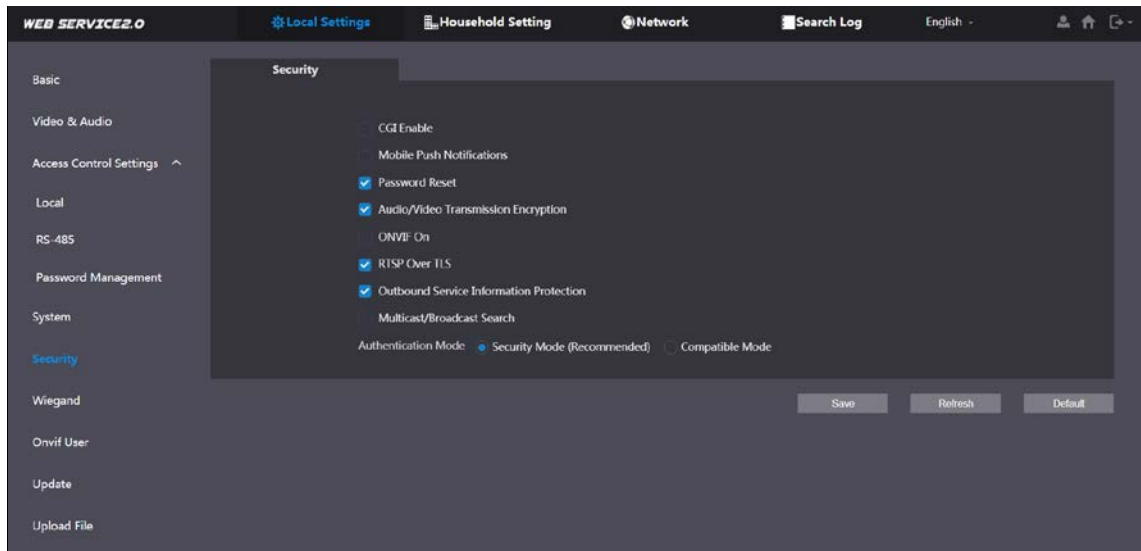 WEB SERVICE2.0 Local Settings Household Setting Network Search Log English
Basic
Video & Audio
Access Control Settings
Local
RS-485
Password Management
System
Security
Wiegand
Onvif User
Update
Upload File
Security
CGI Enable
Mobile Push Notifications
Password Reset
Audio/Video Transmission Encryption
ONVIF On
RTSP Over TLS
Outbound Service Information Protection
Multicast/Broadcast Search
Authentication Mode Security Mode (Recommended) Compatible Mode
Save Refresh Default